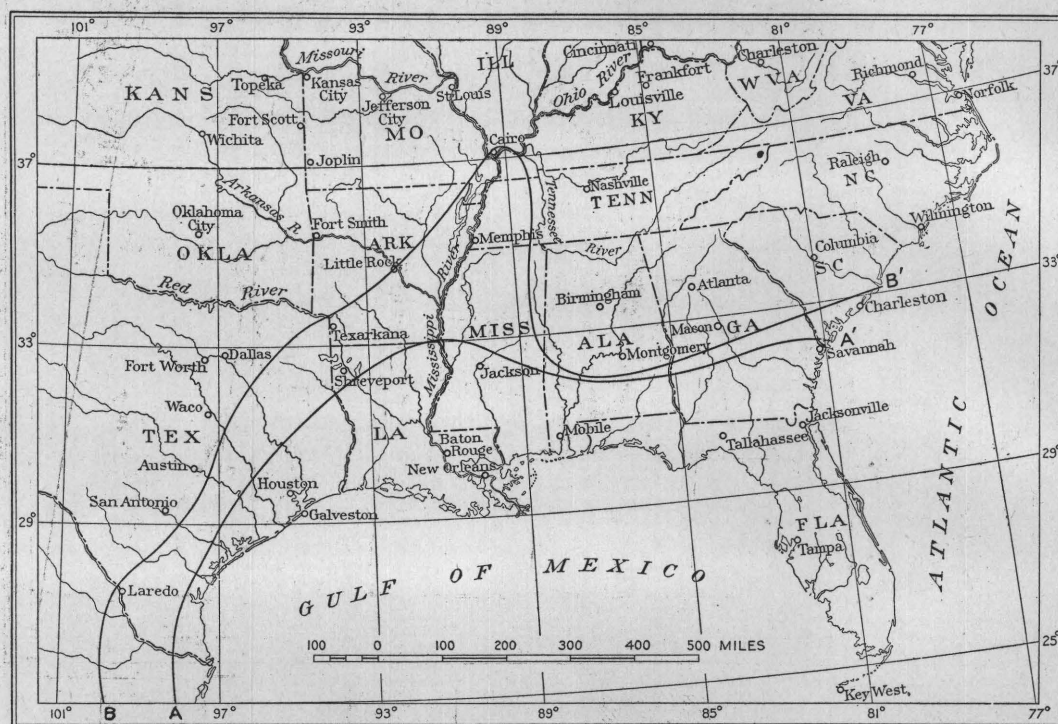 101° 97° 93° 89° 85° 81° 77°
Missouri
River
ILL
Cincinnati
River
Charleston
Richmond
37°
KANS
Topeka
Kansas City
Jefferson City
St Louis
Ohio
Frankfort
Louisville
W VA
VA
Norfolk
Fort Scott
MO
KY
Wichita
Cairo
37°
Joplin
Raleigh
NC
Arkansas R.
Nashville
TENN
Tennessee
River
Oklahoma City
Fort Smith
ARK
Memphis
Wilmington
OKLA
Little Rock
River
Columbia
SC
33°
Red River
Atlanta
B'
Birmingham
Charleston
Texarkana
Mississippi
MISS
ALA
Macon
GA
A'
33°
Dallas
Montgomery
Savannah
Fort Worth
Shreveport
Jackson
Waco
TEX
LA
Mobile
Jacksonville
Baton Rouge
Tallahassee
29°
Austin
New Orleans
Houston
San Antonio
Galveston
29°
FLA
Tampa
Laredo
GULF OF MEXICO
ATLANTIC OCEAN
25°
100 0 100 200 300 400 500 MILES
Key West,
101° B A 97° 93° 89° 85° 81° 77°